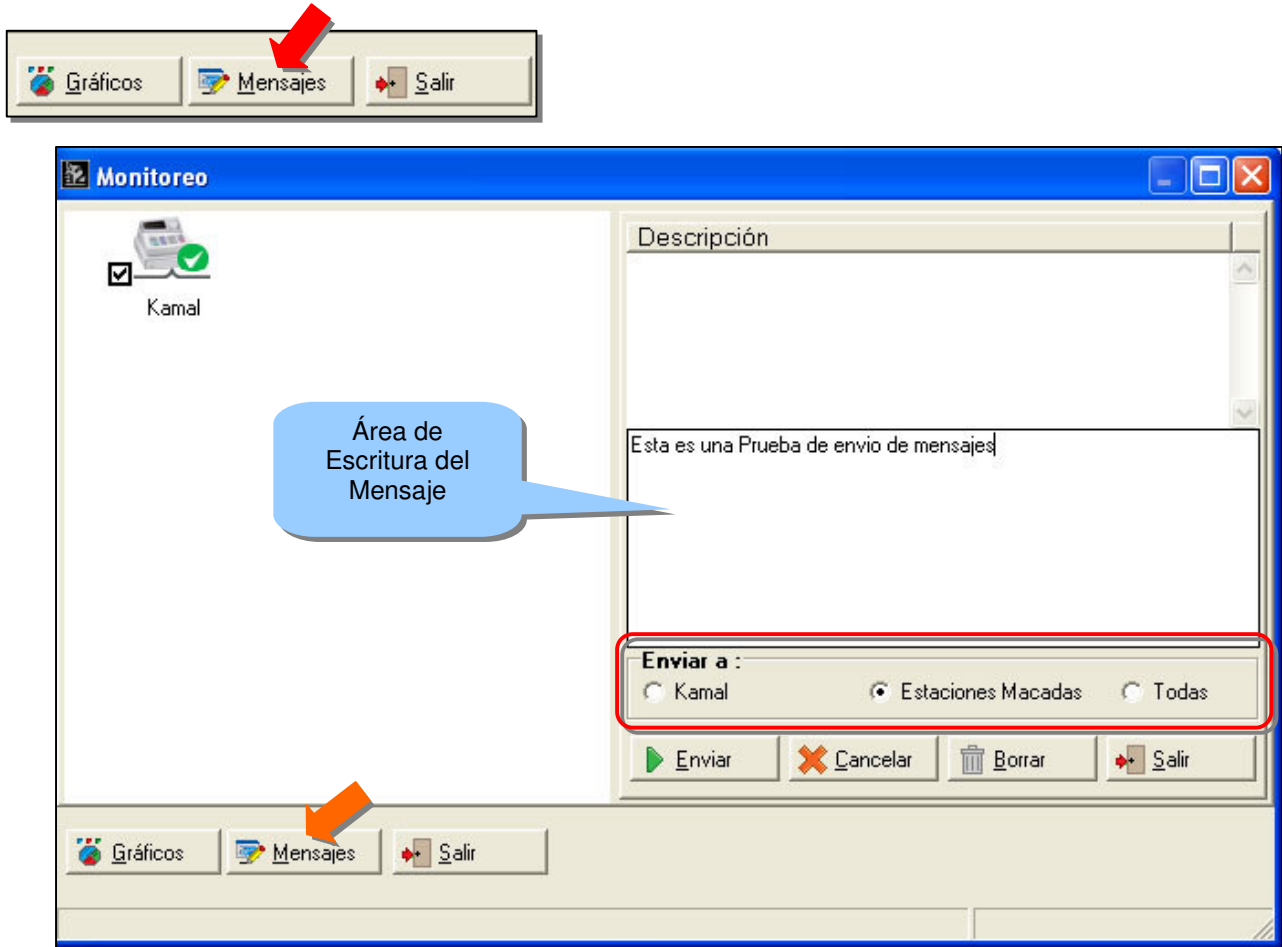 Gráficos Mensajes Salir
Monitoreo
Kamal
Descripción
Área de
Escritura del
Mensaje
Esta es una Prueba de envio de mensajes
Enviar a :
Kamal Estaciones Macadas Todas
Enviar Cancelar Borrar Salir
Gráficos Mensajes Salir